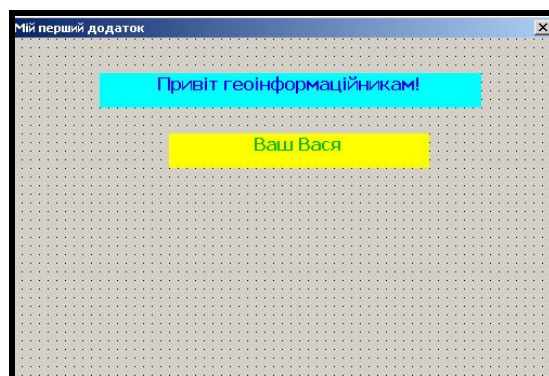 Мій перший додаток
Привіт геоінформаційникам!
Ваш Вася